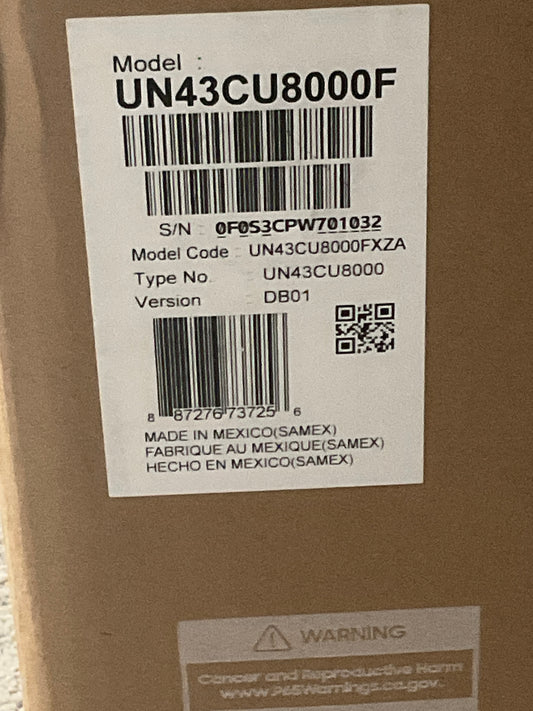 Model :
UN43CU8000F
S/N : 0F0S3CPW701032
Model Code : UN43CU8000FXZA
Type No. : UN43CU8000
Version : DB01
8 87276 73725 6
MADE IN MEXICO(SAMEX)
FABRIQUE AU MEXIQUE(SAMEX)
HECHO EN MEXICO(SAMEX)
WARNING
Cancer and Reproductive Harm
www.P65Warnings.ca.gov.